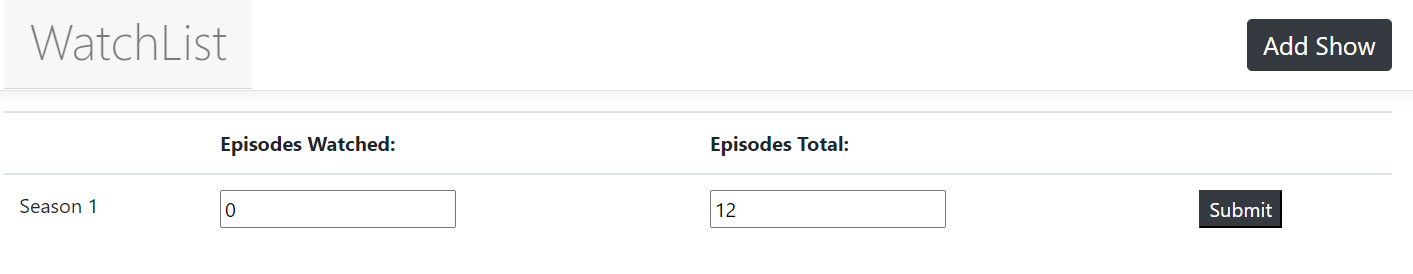 WatchList
Add Show
Episodes Watched: Episodes Total:
Season 1 0 12 Submit